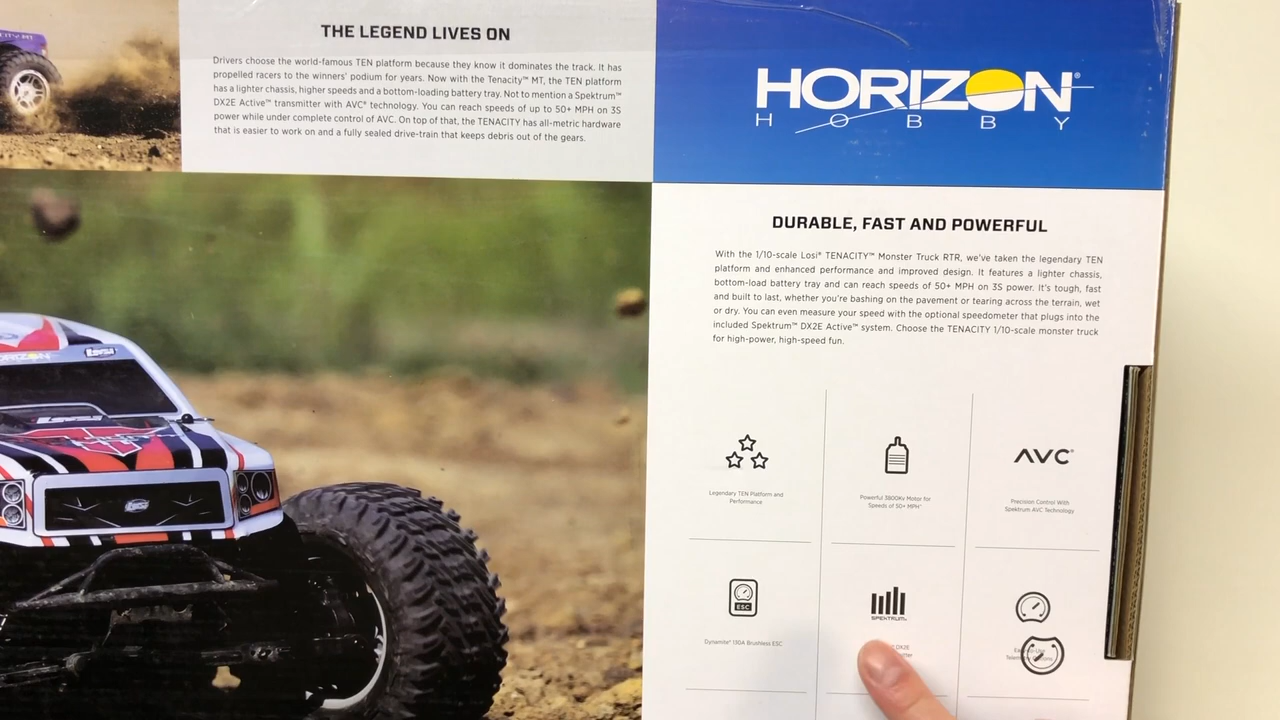 THE LEGEND LIVES ON
Drivers choose the world-famous TEN platform because they know it dominates the track. It has
propelled racers to the winners' podium for years. Now with the Tenacity™ MT, the TEN platform
has a lighter chassis, higher speeds and a bottom-loading battery tray. Not to mention a Spektrum™
DX2E Active™ transmitter with AVC® technology. You can reach speeds of up to 50+ MPH on 3S
power while under complete control of AVC. On top of that, the TENACITY has all-metric hardware
that is easier to work on and a fully sealed drive-train that keeps debris out of the gears.
HORIZON®
HOBBY
DURABLE, FAST AND POWERFUL
With the 1/10-scale Losi® TENACITY™ Monster Truck RTR, we've taken the legendary TEN
platform and enhanced performance and improved design. It features a lighter chassis,
bottom-load battery tray and can reach speeds of 50+ MPH on 3S power. It's tough, fast
and built to last, whether you're bashing on the pavement or tearing across the terrain, wet
or dry. You can even measure your speed with the optional speedometer that plugs into the
included Spektrum™ DX2E Active™ system. Choose the TENACITY 1/10-scale monster truck
for high-power, high-speed fun.
Legendary TEN Platform and
Performance
Powerful 3800Kv Motor for
Speeds of 50+ MPH*
AVC®
Precision Control With
Spektrum AVC Technology
ESC
Dynamite® 130A Brushless ESC
SPEKTRUM
DX2E
LOSI
LOSI